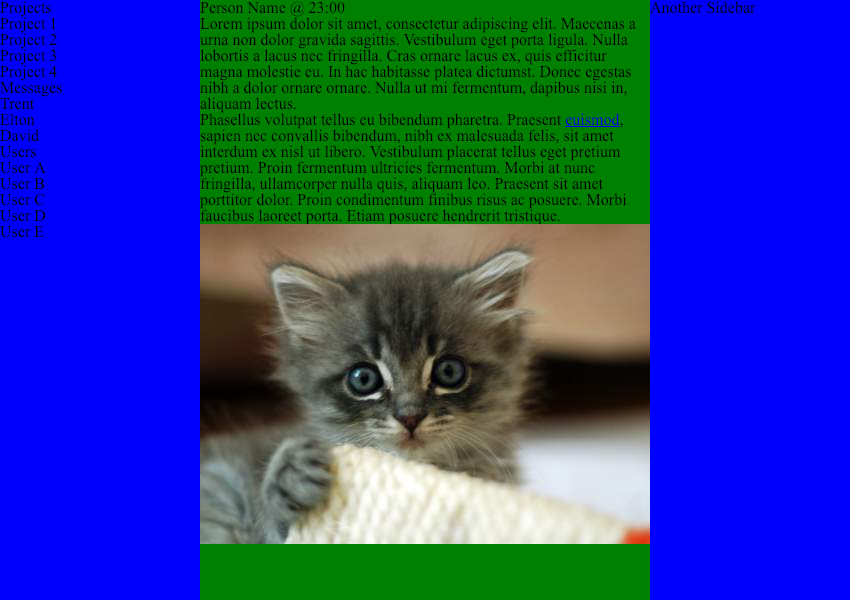 Projects
Project 1
Project 2
Project 3
Project 4
Messages
Trent
Elton
David
Users
User A
User B
User C
User D
User E
Person Name @ 23:00
Lorem ipsum dolor sit amet, consectetur adipiscing elit. Maecenas a
urna non dolor gravida sagittis. Vestibulum eget porta ligula. Nulla
lobortis a lacus nec fringilla. Cras ornare lacus ex, quis efficitur
magna molestie eu. In hac habitasse platea dictumst. Donec egestas
nibh a dolor ornare ornare. Nulla ut mi fermentum, dapibus nisi in,
aliquam lectus.
Phasellus volutpat tellus eu bibendum pharetra. Praesent euismod,
sapien nec convallis bibendum, nibh ex malesuada felis, sit amet
interdum ex nisl ut libero. Vestibulum placerat tellus eget pretium
pretium. Proin fermentum ultricies fermentum. Morbi at nunc
fringilla, ullamcorper nulla quis, aliquam leo. Praesent sit amet
porttitor dolor. Proin condimentum finibus risus ac posuere. Morbi
faucibus laoreet porta. Etiam posuere hendrerit tristique.
Another Sidebar